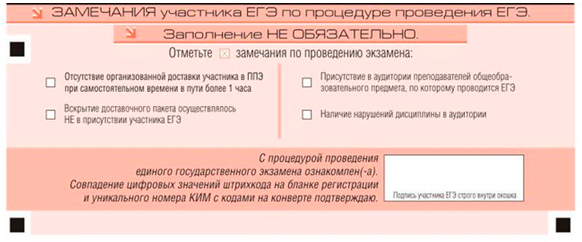 ЗАМЕЧАНИЯ участника ЕГЭ по процедуре проведения ЕГЭ.
Заполнение НЕ ОБЯЗАТЕЛЬНО.
Отметьте замечания по проведению экзамена:
Отсутствие организованной доставки участника в ППЭ
при самостоятельном времени в пути более 1 часа
Вскрытие доставочного пакета осуществлялось
НЕ в присутствии участника ЕГЭ
Присутствие в аудитории преподавателей общеобра-
зовательного предмета, по которому проводится ЕГЭ
Наличие нарушений дисциплины в аудитории
С процедурой проведения
единого государственного экзамена ознакомлен(-а).
Совпадение цифровых значений штрихкода на бланке регистрации
и уникального номера КИМ с кодами на конверте подтверждаю.
Подпись участника ЕГЭ строго внутри окошка